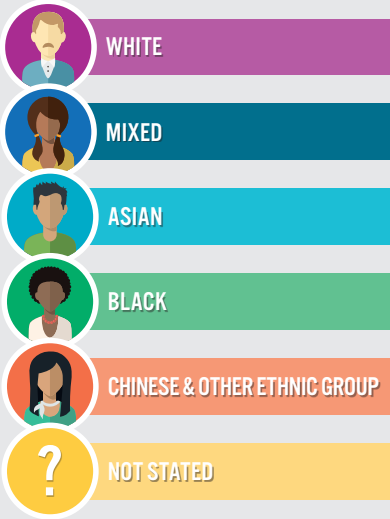 WHITE
MIXED
ASIAN
BLACK
CHINESE & OTHER ETHNIC GROUP
?
NOT STATED